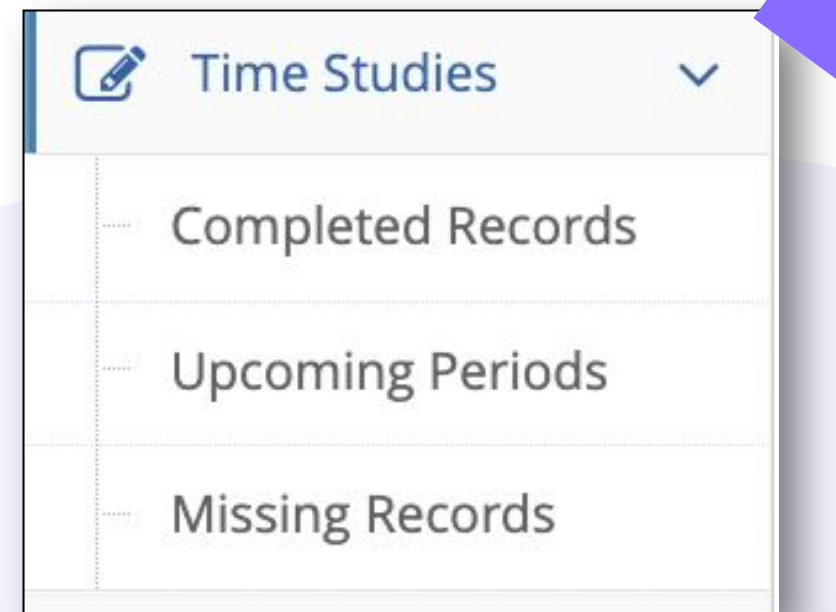 Time Studies
Completed Records
Upcoming Periods
Missing Records